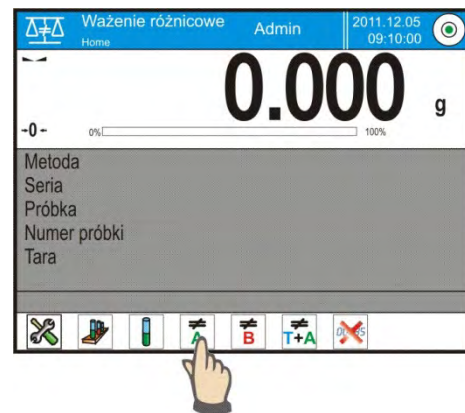 Ważenie różnicowe
Home
Admin
2011.12.05
09:10:00
0.000 g
→0←
0%
100%
Metoda
Seria
Próbka
Numer próbki
Tara
≠ A
≠ B
≠ T+A